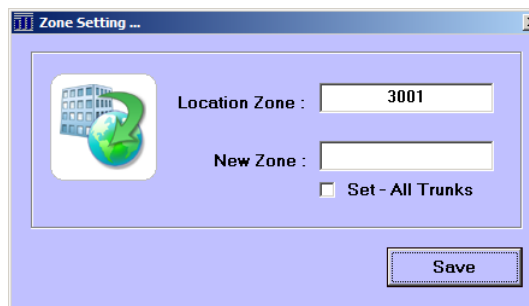 Zone Setting ...
Location Zone : 3001
New Zone :
Set - All Trunks
Save